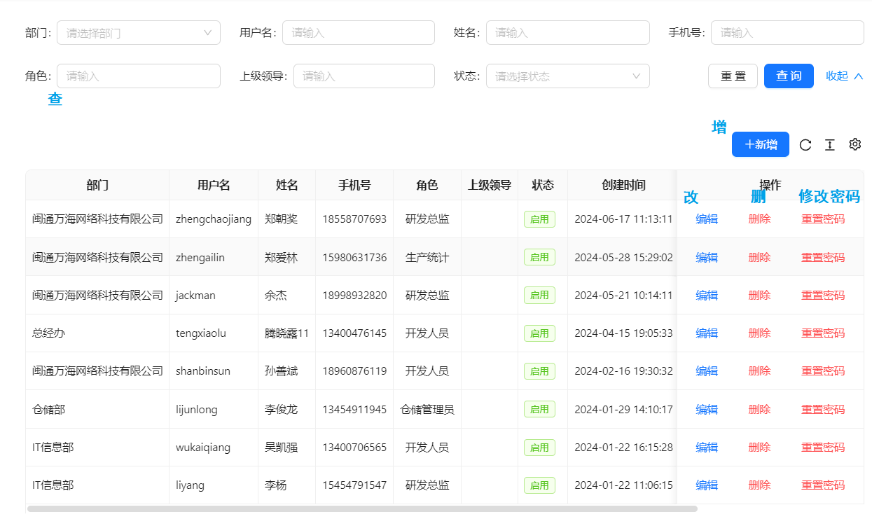 部门: 请选择部门 用户名: 请输入 姓名: 请输入 手机号: 请输入
角色: 请输入 上级领导: 请输入 状态: 请选择状态 重置 查询 收起
查
增
+新增
部门 用户名 姓名 手机号 角色 上级领导 状态 创建时间 操作
改 删 修改密码
闽通万海网络科技有限公司 zhengchaojiang 郑朝奖 18558707693 研发总监 启用 2024-06-17 11:13:11 编辑 删除 重置密码
闽通万海网络科技有限公司 zhengailin 郑爱林 15980631736 生产统计 启用 2024-05-28 15:29:02 编辑 删除 重置密码
闽通万海网络科技有限公司 jackman 余杰 18998932820 研发总监 启用 2024-05-21 10:14:11 编辑 删除 重置密码
总经办 tengxiaolu 腾晓露11 13400476145 开发人员 启用 2024-04-15 19:05:33 编辑 删除 重置密码
闽通万海网络科技有限公司 shanbinsun 孙善斌 18960876119 开发人员 启用 2024-02-16 19:30:32 编辑 删除 重置密码
仓储部 lijunlong 李俊龙 13454911945 仓储管理员 启用 2024-01-29 14:10:17 编辑 删除 重置密码
IT信息部 wukaiqiang 吴凯强 13400706565 开发人员 启用 2024-01-22 16:15:28 编辑 删除 重置密码
IT信息部 liyang 李杨 15454791547 研发总监 启用 2024-01-22 11:06:15 编辑 删除 重置密码